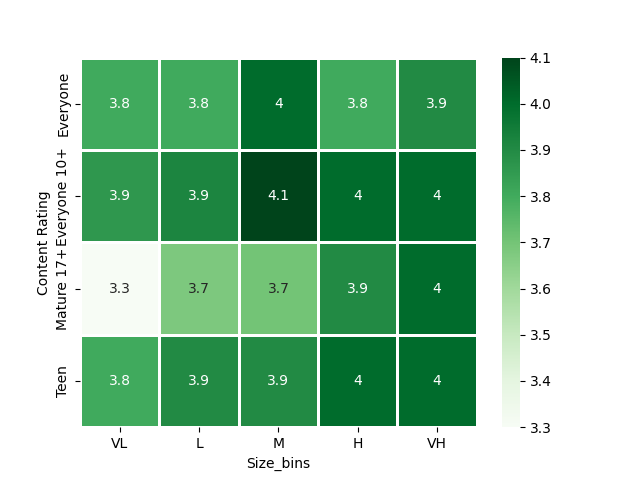 Content Rating
Everyone
3.8 3.8 4 3.8 3.9
Everyone 10+
3.9 3.9 4.1 4 4
Mature 17+
3.3 3.7 3.7 3.9 4
Teen
3.8 3.9 3.9 4 4
VL L M H VH
Size_bins
4.1
4.0
3.9
3.8
3.7
3.6
3.5
3.4
3.3